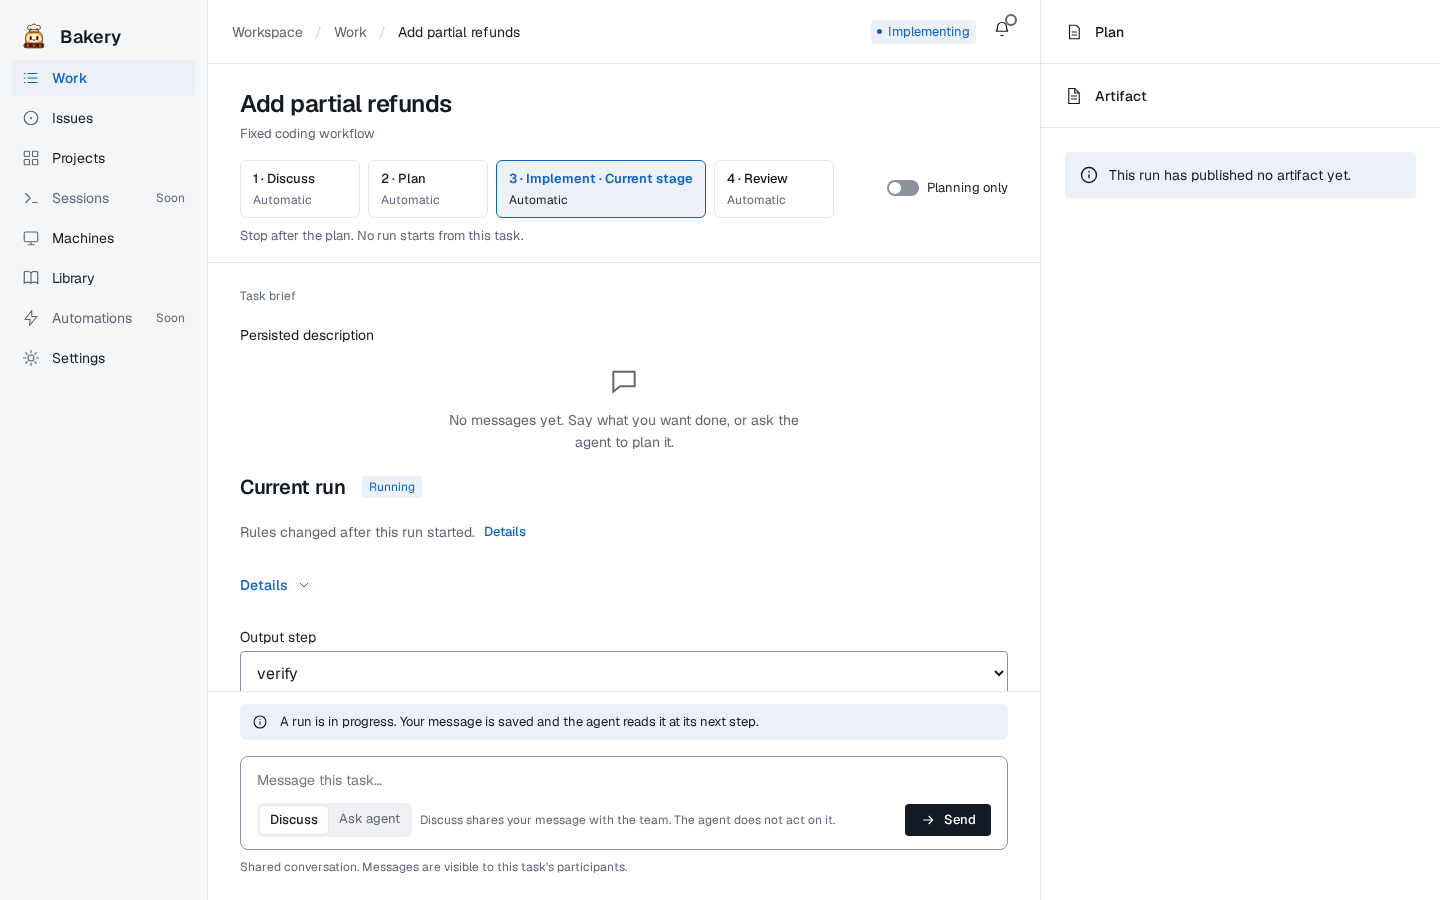 Bakery
Work
Issues
Projects
Sessions Soon
Machines
Library
Automations Soon
Settings
Workspace / Work / Add partial refunds
Implementing
Add partial refunds
Fixed coding workflow
1 · Discuss
Automatic
2 · Plan
Automatic
3 · Implement · Current stage
Automatic
4 · Review
Automatic
Planning only
Stop after the plan. No run starts from this task.
Task brief
Persisted description
No messages yet. Say what you want done, or ask the
agent to plan it.
Current run Running
Rules changed after this run started. Details
Details
Output step
verify
A run is in progress. Your message is saved and the agent reads it at its next step.
Message this task...
Discuss Ask agent Discuss shares your message with the team. The agent does not act on it.
Send
Shared conversation. Messages are visible to this task's participants.
Plan
Artifact
This run has published no artifact yet.